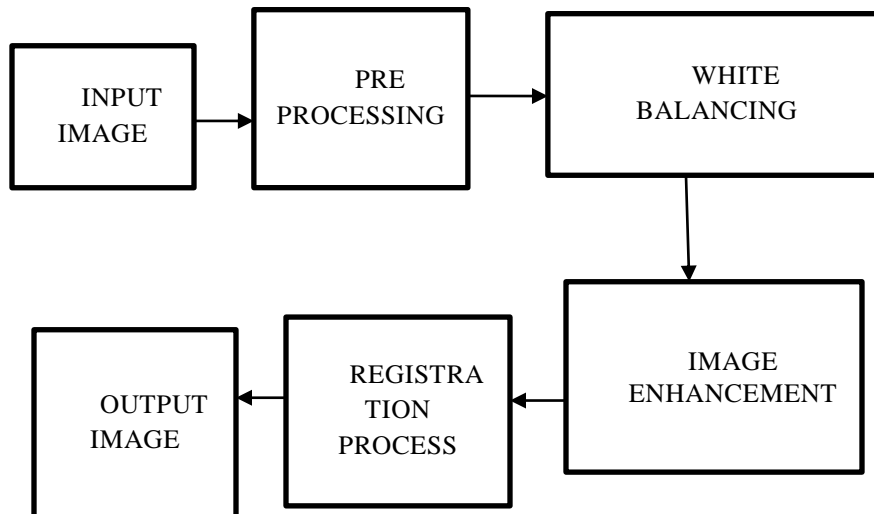 INPUT
IMAGE
PRE
PROCESSING
WHITE
BALANCING
IMAGE
ENHANCEMENT
REGISTRA
TION
PROCESS
OUTPUT
IMAGE